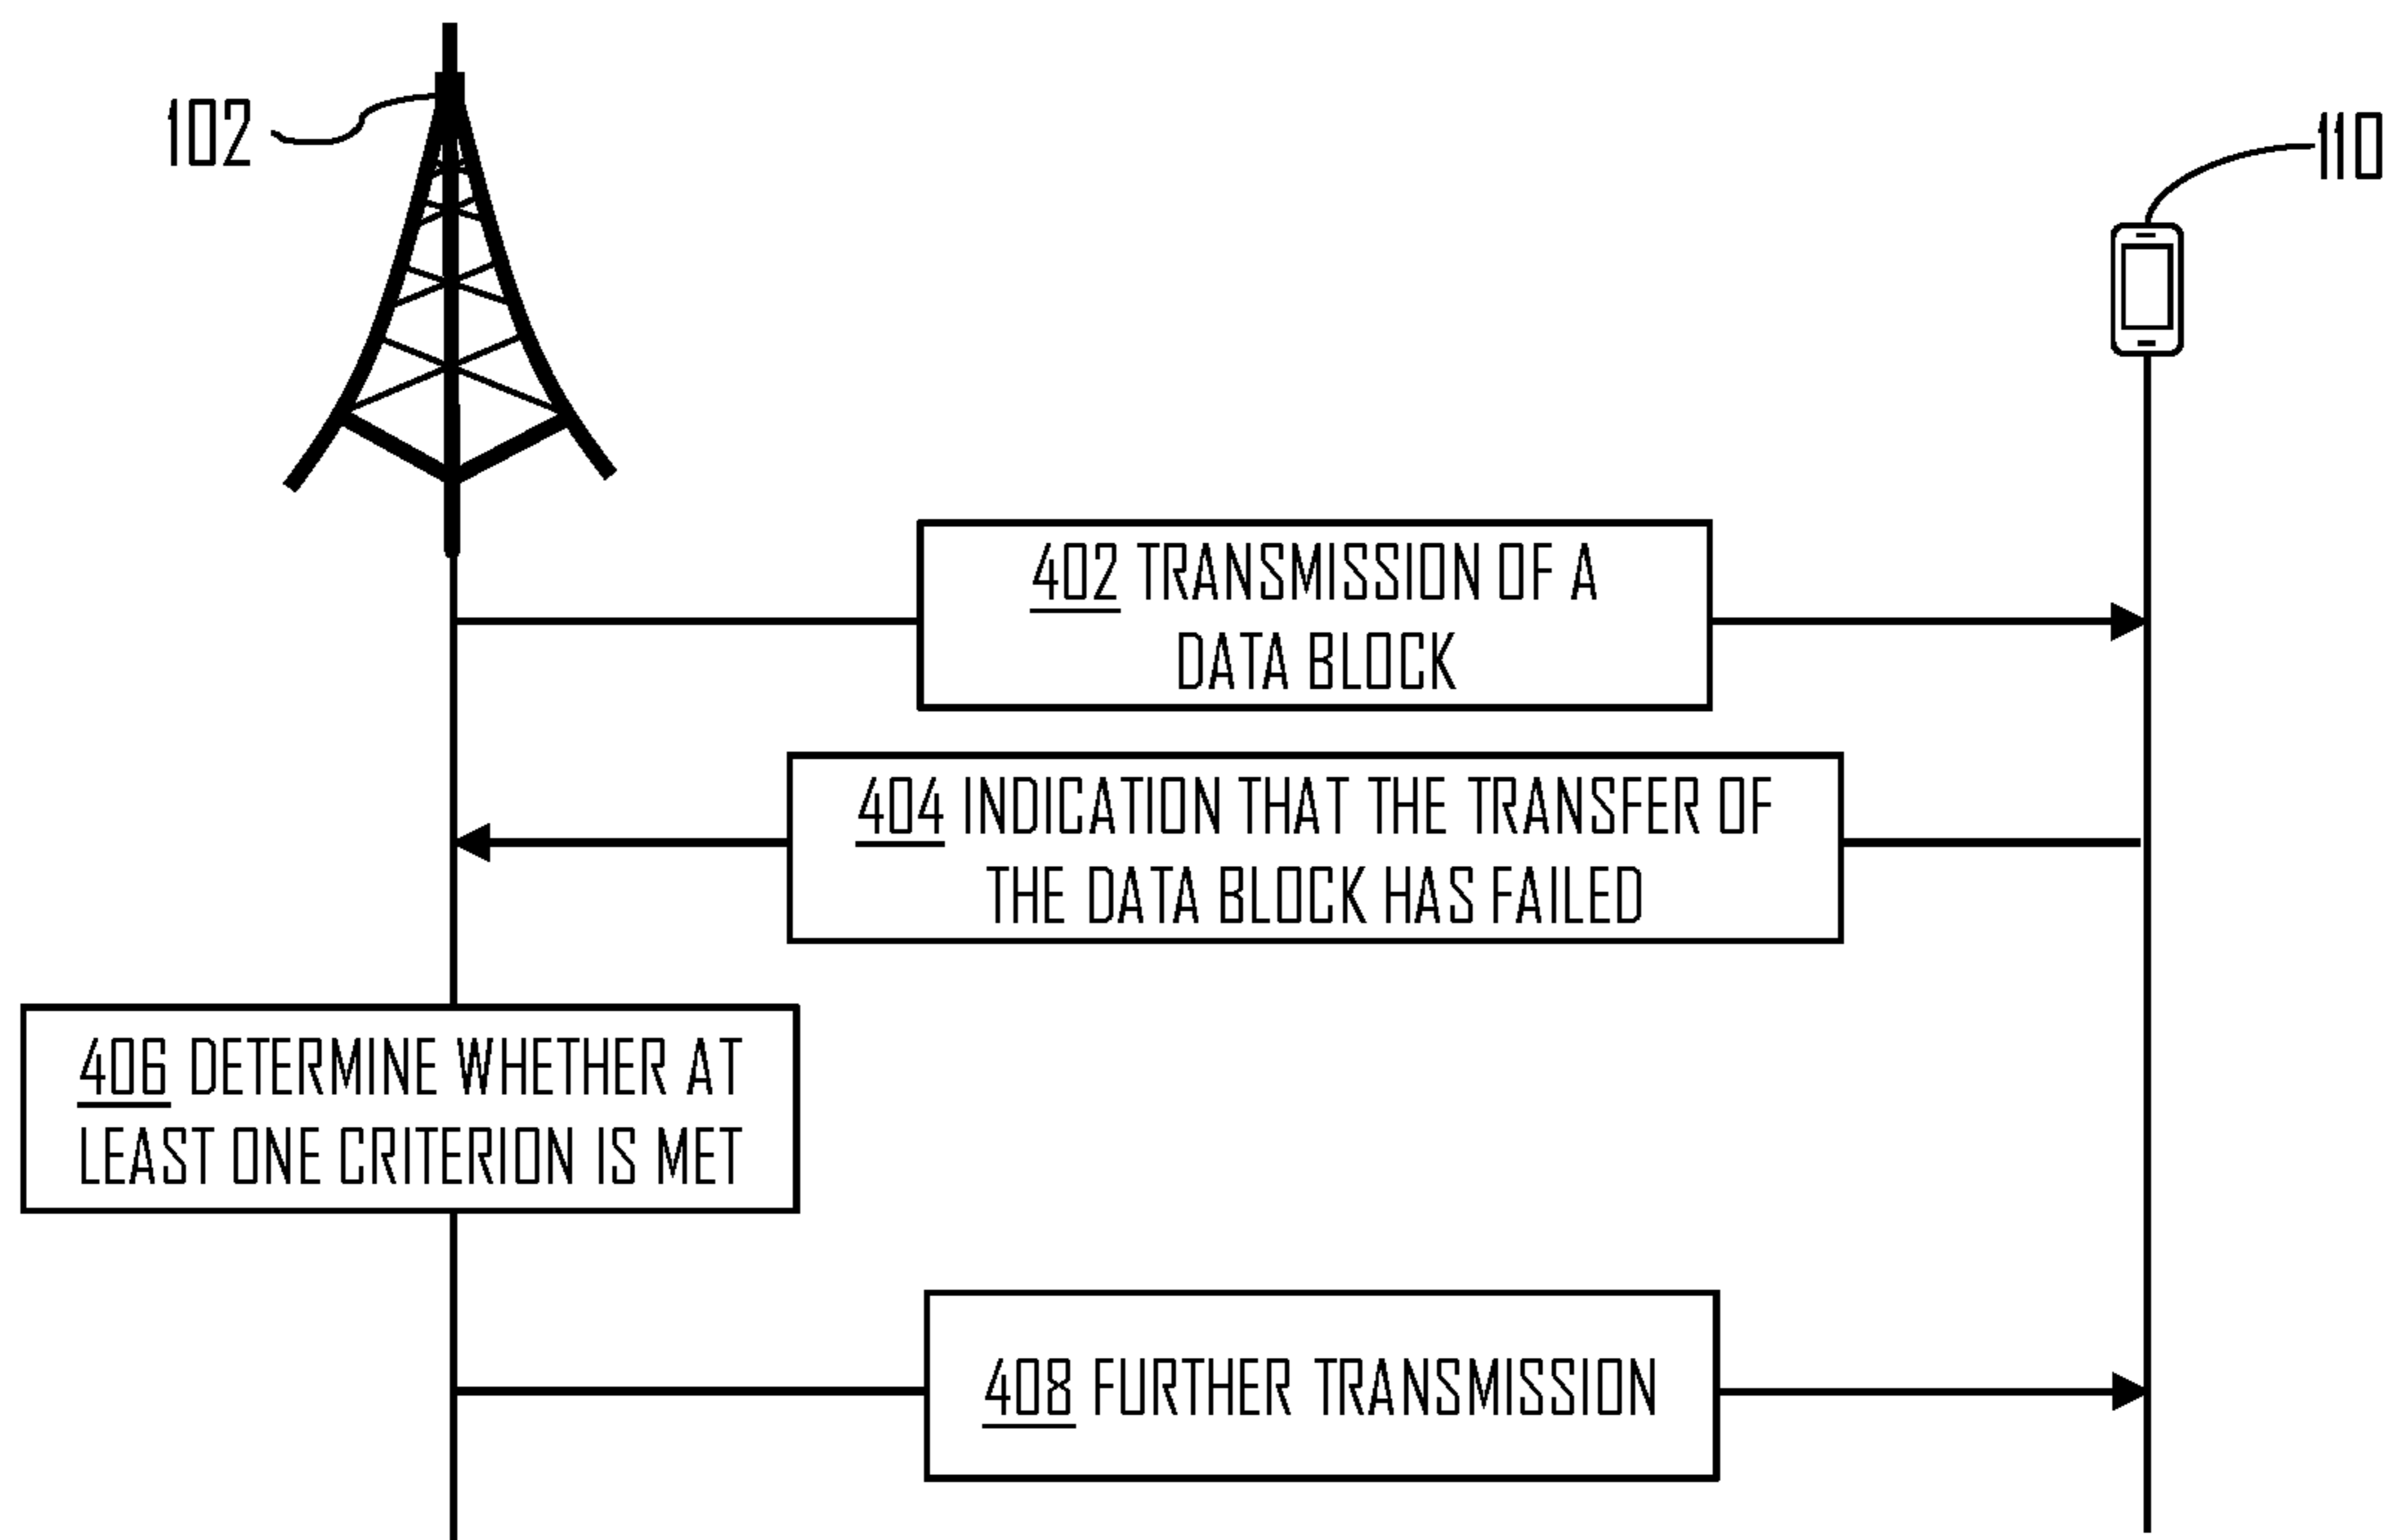 102
110
402 TRANSMISSION OF A
DATA BLOCK
404 INDICATION THAT THE TRANSFER OF
THE DATA BLOCK HAS FAILED
406 DETERMINE WHETHER AT
LEAST ONE CRITERION IS MET
408 FURTHER TRANSMISSION